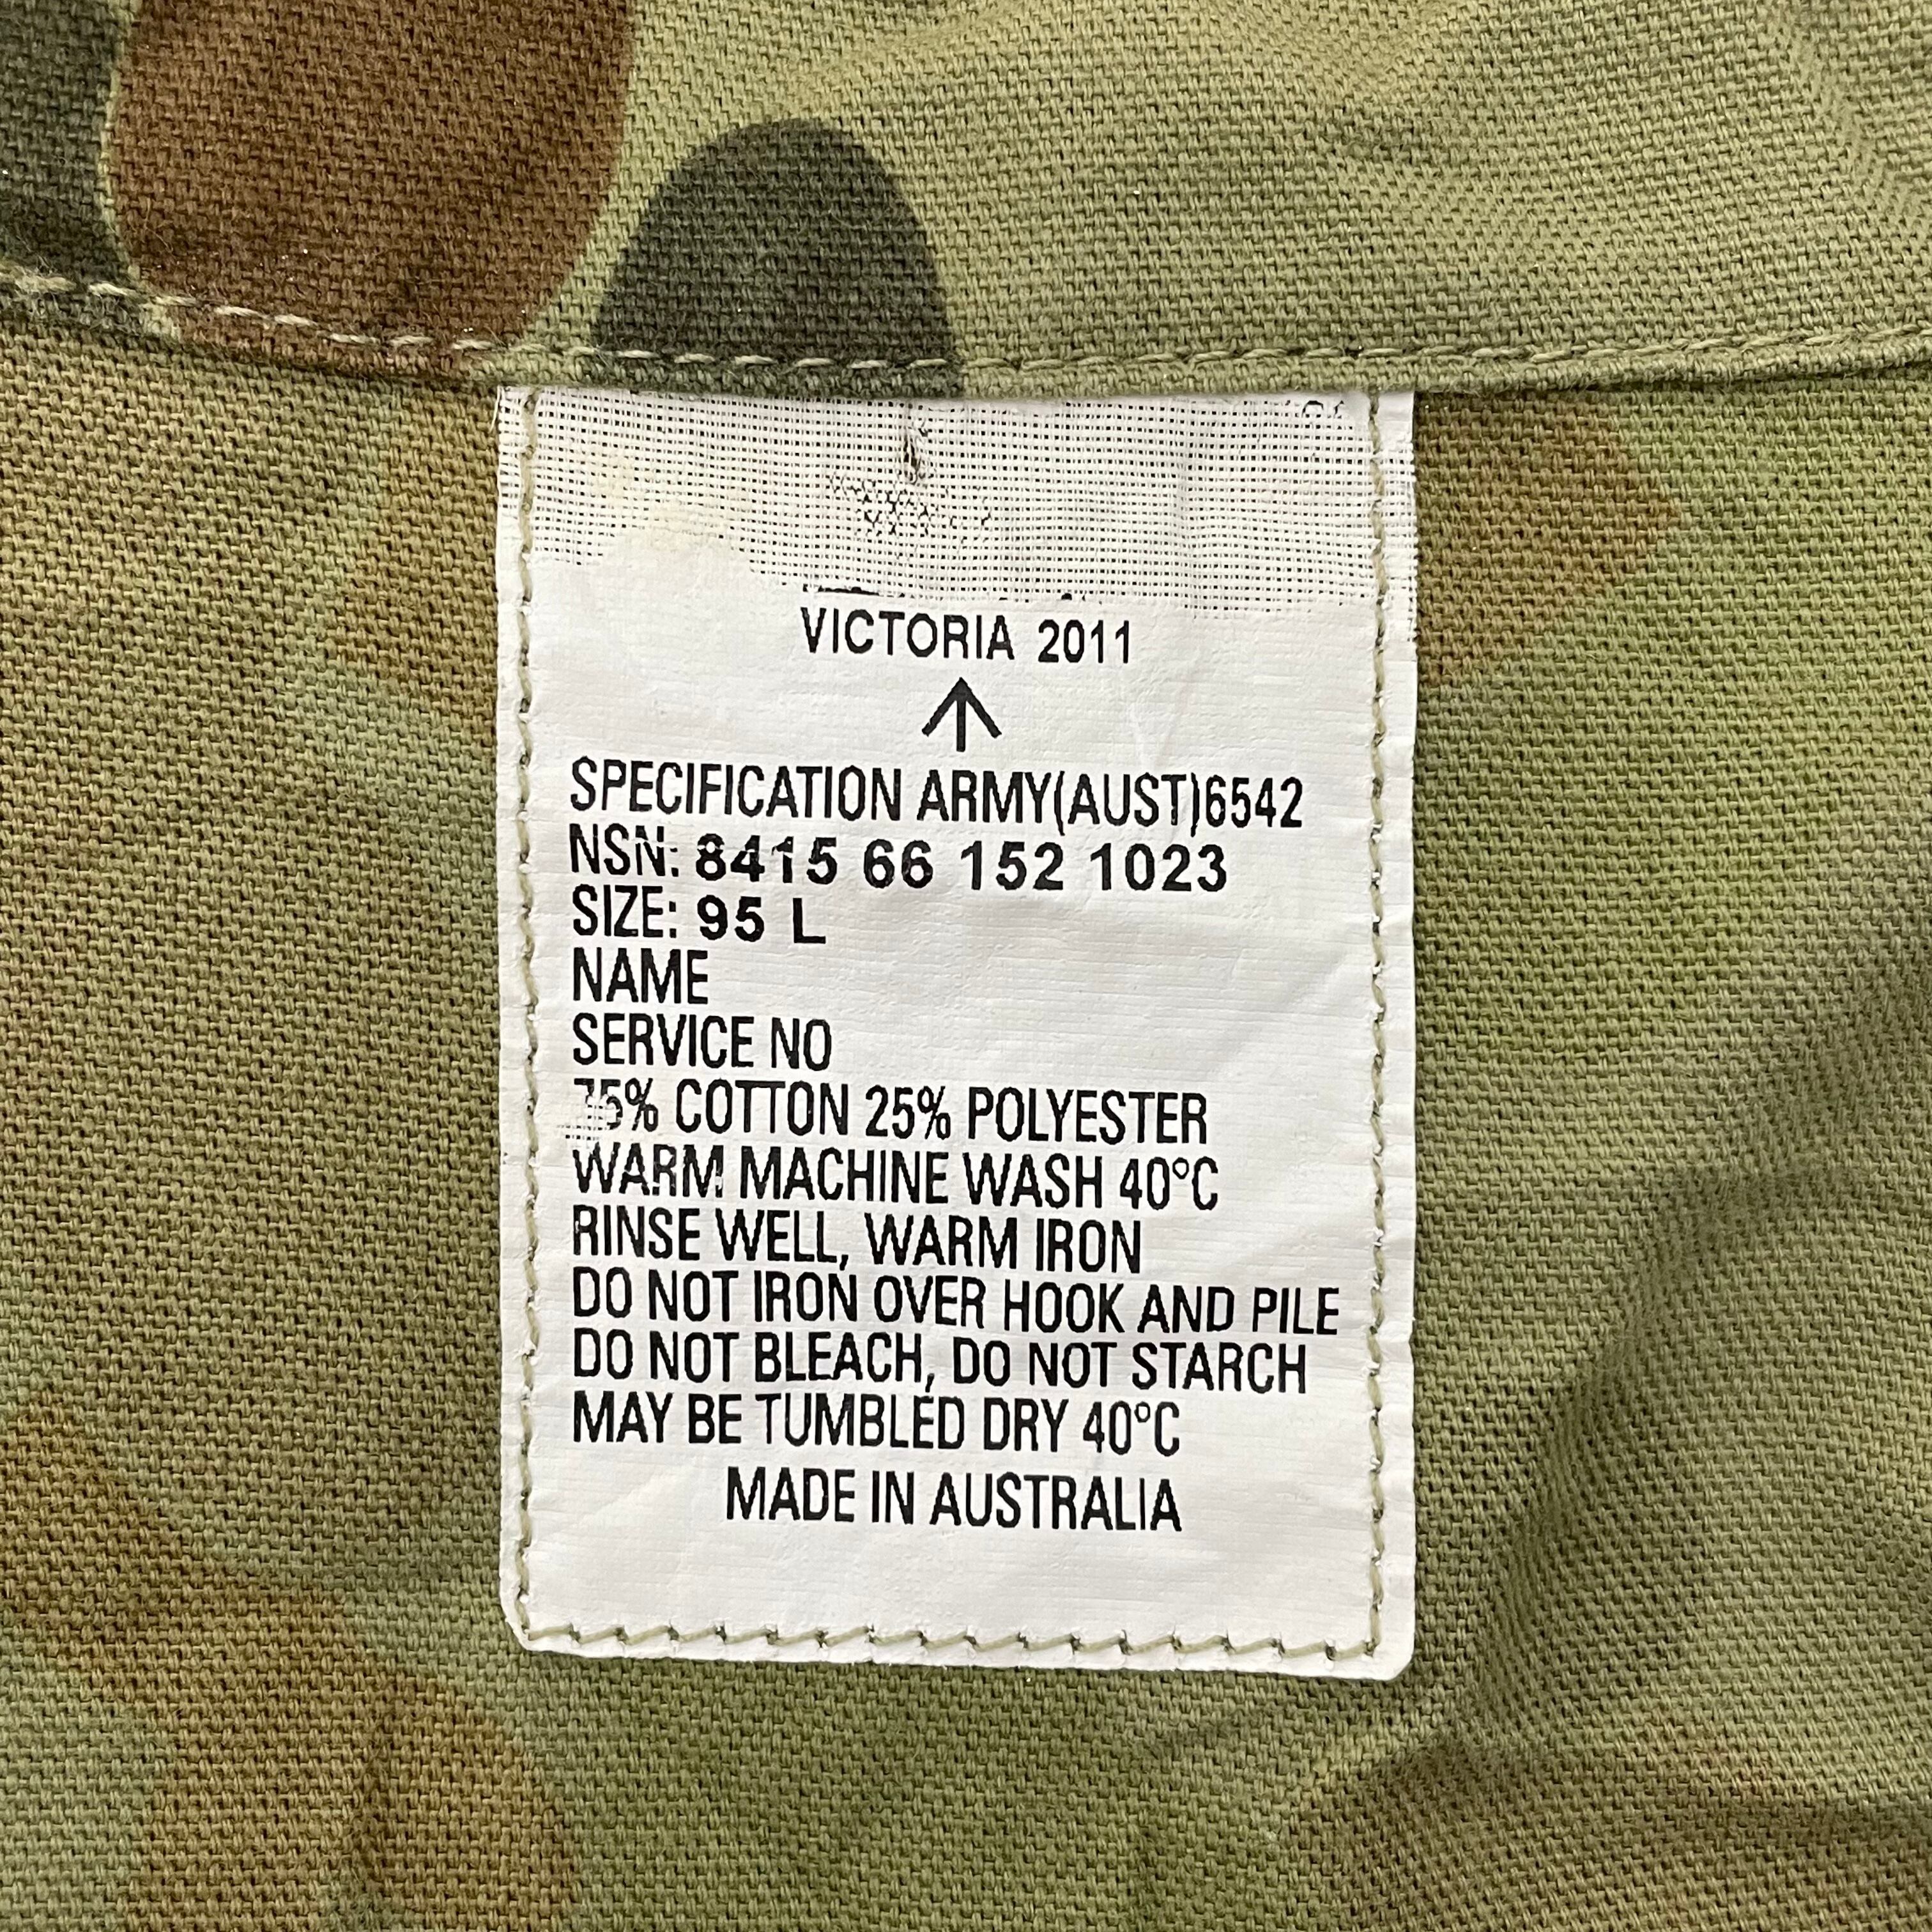 VICTORIA 2011
SPECIFICATION ARMY(AUST)6542
NSN: 8415 66 152 1023
SIZE: 95 L
NAME
SERVICE NO
75% COTTON 25% POLYESTER
WARM MACHINE WASH 40°C
RINSE WELL, WARM IRON
DO NOT IRON OVER HOOK AND PILE
DO NOT BLEACH, DO NOT STARCH
MAY BE TUMBLED DRY 40°C
MADE IN AUSTRALIA